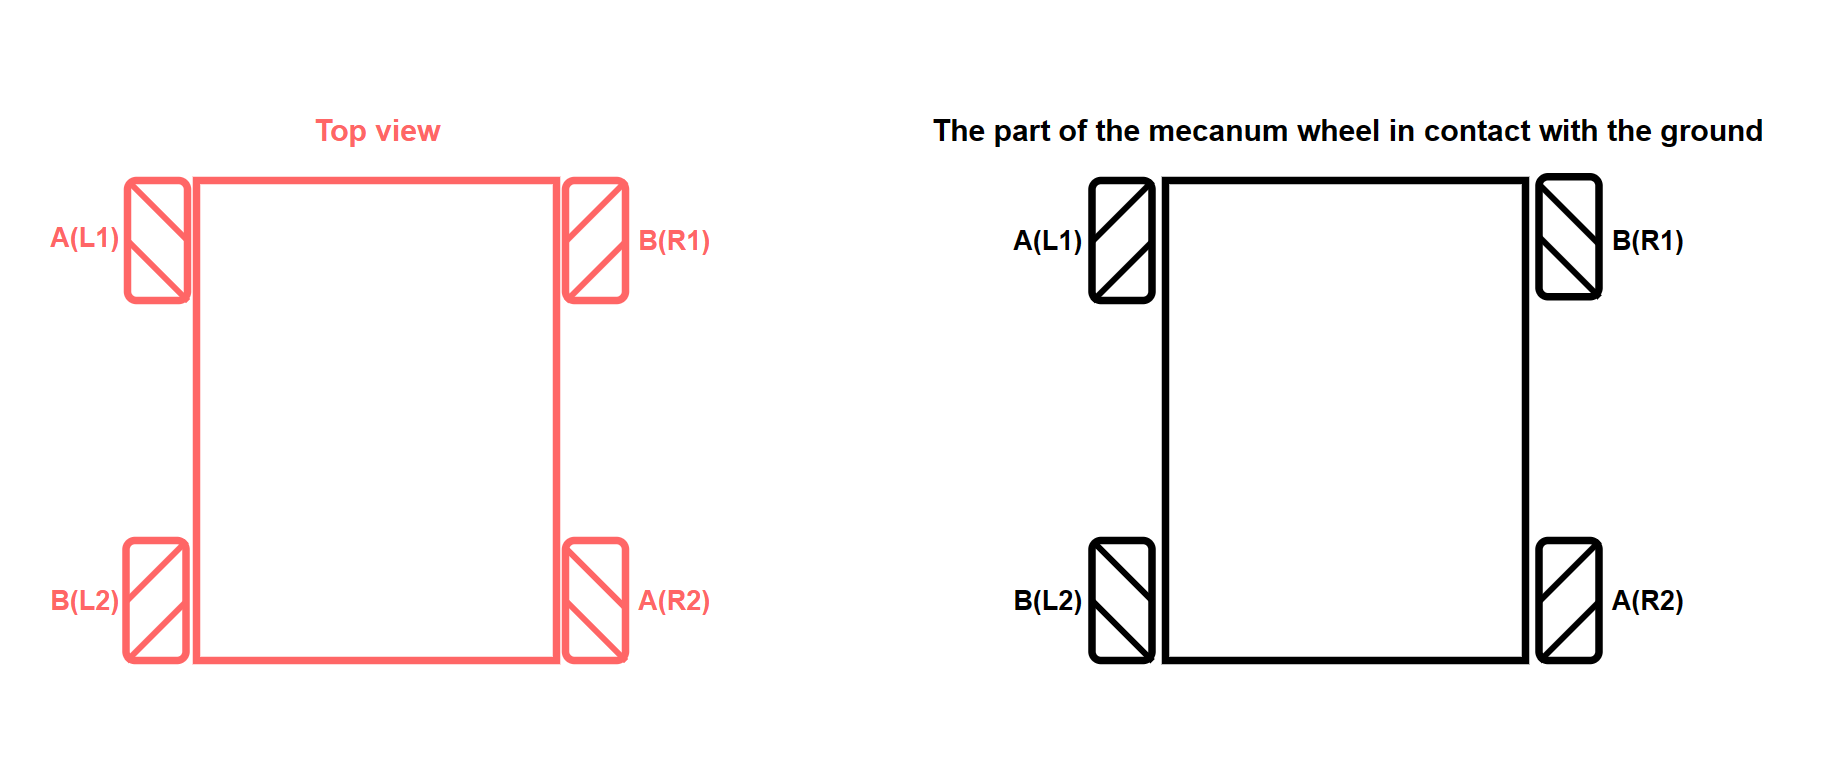 Top view
A(L1)
B(R1)
B(L2)
A(R2)
The part of the mecanum wheel in contact with the ground
A(L1)
B(R1)
B(L2)
A(R2)